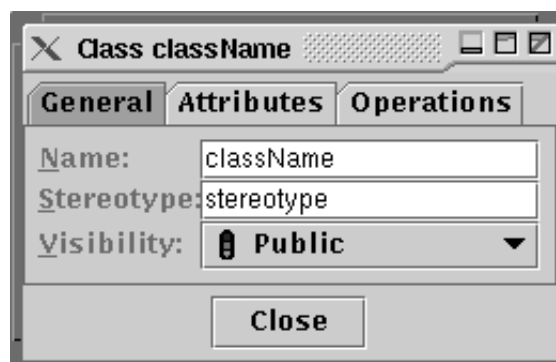 Class className
General Attributes Operations
Name: className
Stereotype: stereotype
Visibility: Public
Close